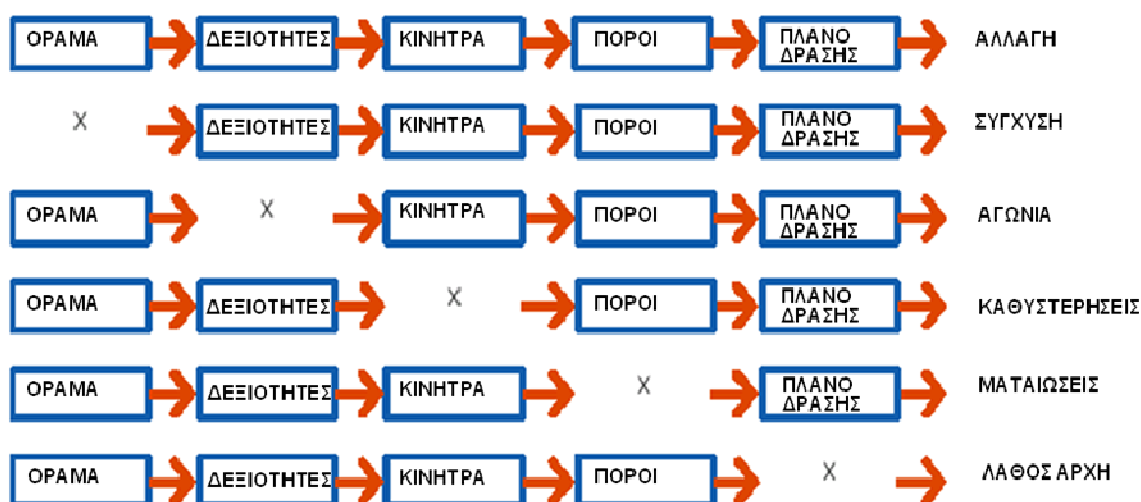 ΟΡΑΜΑ ΔΕΞΙΟΤΗΤΕΣ ΚΙΝΗΤΡΑ ΠΟΡΟΙ ΠΛΑΝΟ ΔΡΑΣΗΣ ΑΛΛΑΓΗ
X ΔΕΞΙΟΤΗΤΕΣ ΚΙΝΗΤΡΑ ΠΟΡΟΙ ΠΛΑΝΟ ΔΡΑΣΗΣ ΣΥΓΧΥΣΗ
ΟΡΑΜΑ X ΚΙΝΗΤΡΑ ΠΟΡΟΙ ΠΛΑΝΟ ΔΡΑΣΗΣ ΑΓΩΝΙΑ
ΟΡΑΜΑ ΔΕΞΙΟΤΗΤΕΣ X ΠΟΡΟΙ ΠΛΑΝΟ ΔΡΑΣΗΣ ΚΑΘΥΣΤΕΡΗΣΕΙΣ
ΟΡΑΜΑ ΔΕΞΙΟΤΗΤΕΣ ΚΙΝΗΤΡΑ X ΠΛΑΝΟ ΔΡΑΣΗΣ ΜΑΤΑΙΩΣΕΙΣ
ΟΡΑΜΑ ΔΕΞΙΟΤΗΤΕΣ ΚΙΝΗΤΡΑ ΠΟΡΟΙ X ΛΑΘΟΣ ΑΡΧΗ